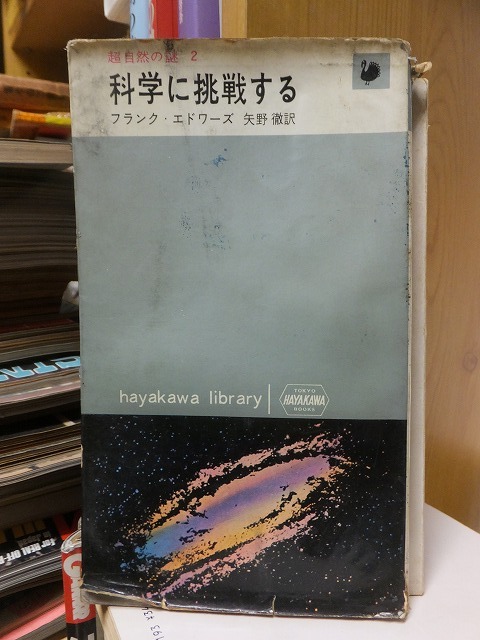 超自然の謎 2
科学に挑戦する
フランク・エドワーズ 矢野 徹訳
hayakawa library
TOKYO
HAYAKAWA
BOOKS